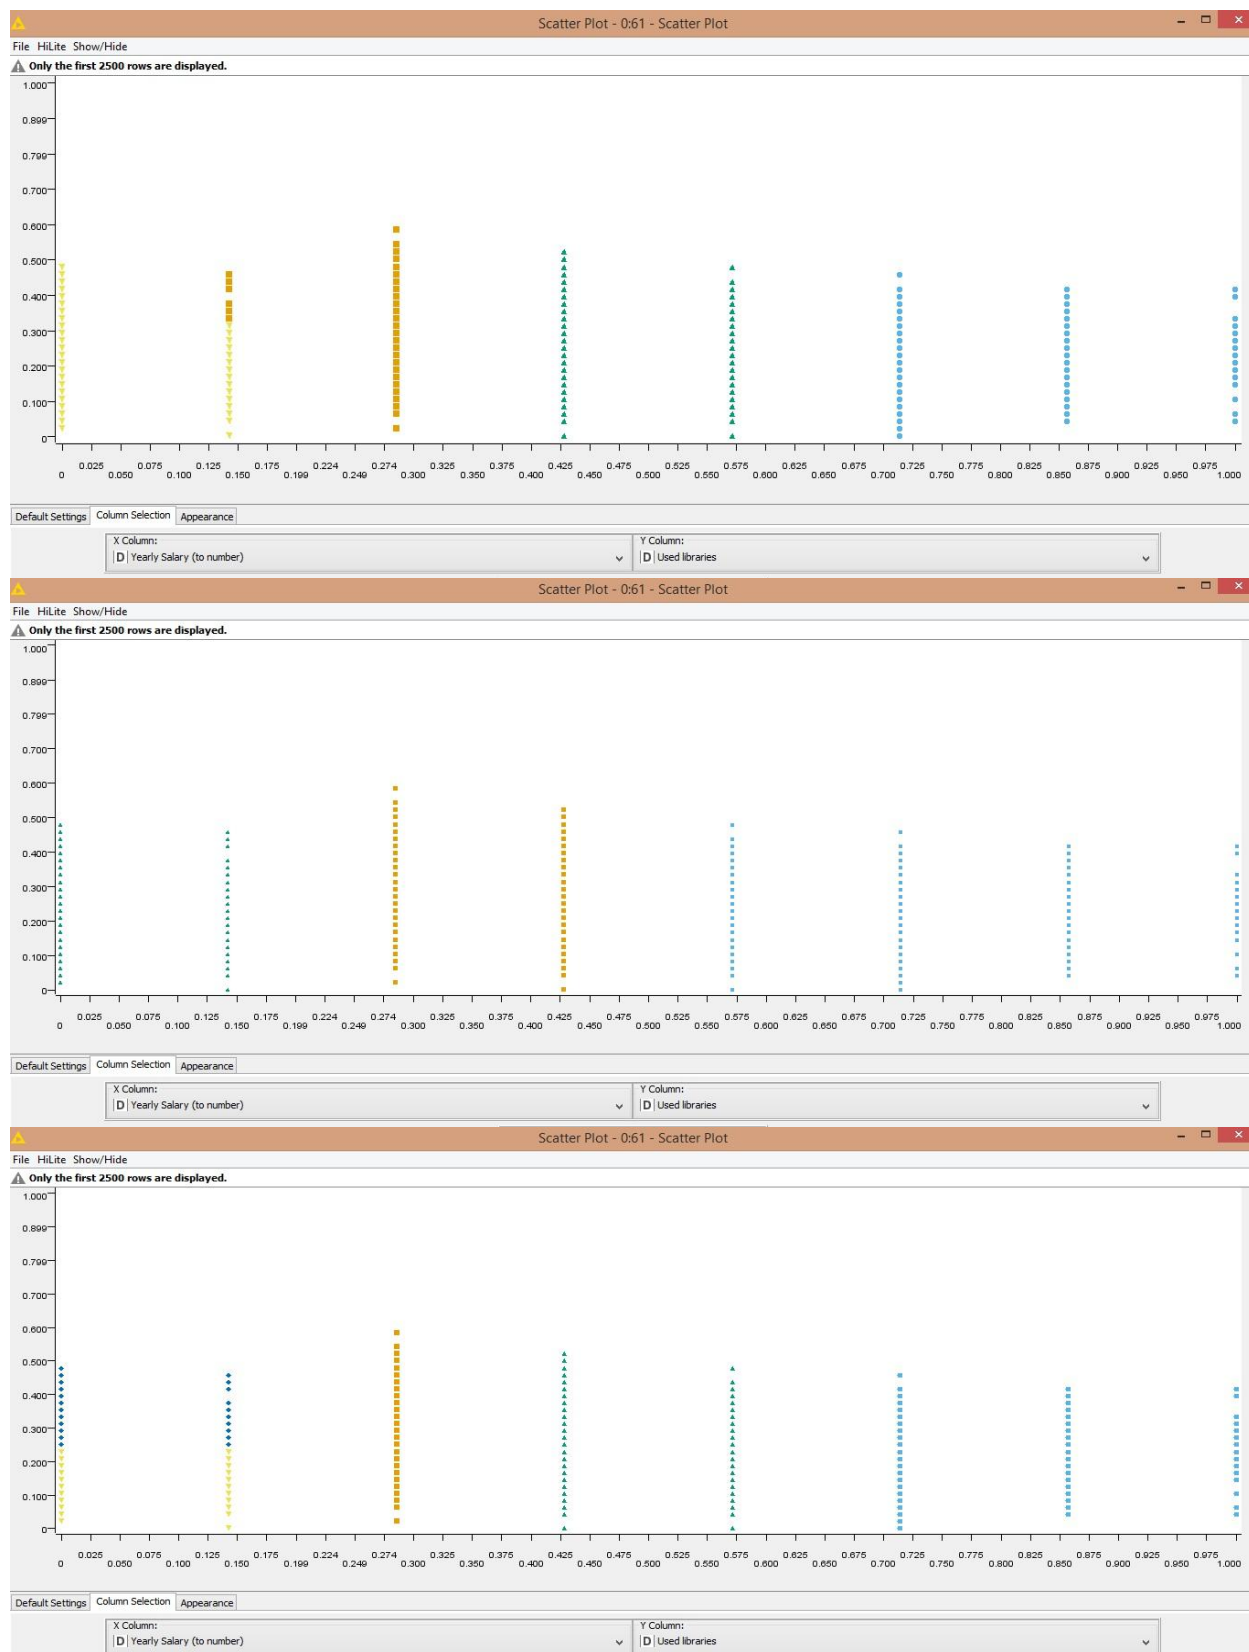 Scatter Plot - 0:61 - Scatter Plot
File HiLite Show/Hide
Only the first 2500 rows are displayed.
1.000
0.899
0.799
0.700
0.600
0.500
0.400
0.300
0.200
0.100
0
0.025 0.075 0.125 0.175 0.224 0.274 0.325 0.375 0.425 0.475 0.525 0.575 0.625 0.675 0.725 0.775 0.825 0.875 0.925 0.975
0 0.050 0.100 0.150 0.199 0.249 0.300 0.350 0.400 0.450 0.500 0.550 0.600 0.650 0.700 0.750 0.800 0.850 0.900 0.950 1.000
Default Settings Column Selection Appearance
X Column: Y Column:
D Yearly Salary (to number) D Used libraries
Scatter Plot - 0:61 - Scatter Plot
File HiLite Show/Hide
Only the first 2500 rows are displayed.
1.000
0.899
0.799
0.700
0.600
0.500
0.400
0.300
0.200
0.100
0
0.025 0.075 0.125 0.175 0.224 0.274 0.325 0.375 0.425 0.475 0.525 0.575 0.625 0.675 0.725 0.775 0.825 0.875 0.925 0.975
0 0.050 0.100 0.150 0.199 0.249 0.300 0.350 0.400 0.450 0.500 0.550 0.600 0.650 0.700 0.750 0.800 0.850 0.900 0.950 1.000
Default Settings Column Selection Appearance
X Column: Y Column:
D Yearly Salary (to number) D Used libraries
Scatter Plot - 0:61 - Scatter Plot
File HiLite Show/Hide
Only the first 2500 rows are displayed.
1.000
0.899
0.799
0.700
0.600
0.500
0.400
0.300
0.200
0.100
0
0.025 0.075 0.125 0.175 0.224 0.274 0.325 0.375 0.425 0.475 0.525 0.575 0.625 0.675 0.725 0.775 0.825 0.875 0.925 0.975
0 0.050 0.100 0.150 0.199 0.249 0.300 0.350 0.400 0.450 0.500 0.550 0.600 0.650 0.700 0.750 0.800 0.850 0.900 0.950 1.000
Default Settings Column Selection Appearance
X Column: Y Column:
D Yearly Salary (to number) D Used libraries